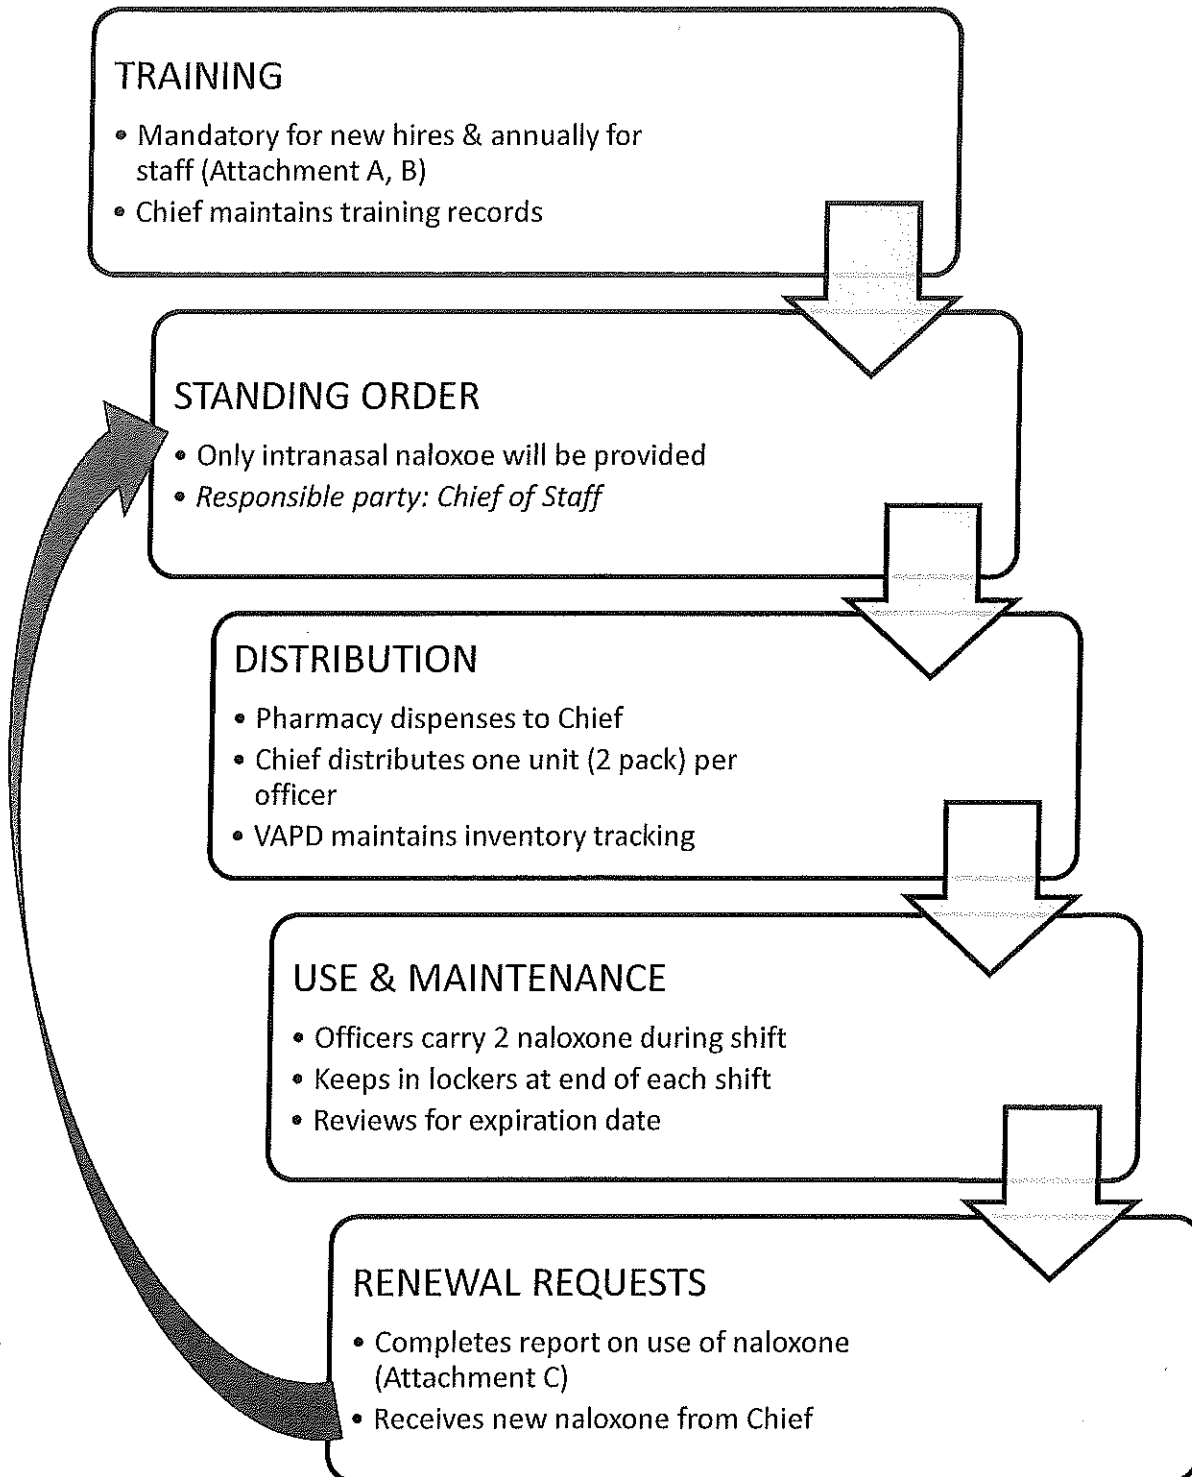 TRAINING
• Mandatory for new hires & annually for
staff (Attachment A, B)
• Chief maintains training records
STANDING ORDER
• Only intranasal naloxoe will be provided
• Responsible party: Chief of Staff
DISTRIBUTION
• Pharmacy dispenses to Chief
• Chief distributes one unit (2 pack) per
officer
• VAPD maintains inventory tracking
USE & MAINTENANCE
• Officers carry 2 naloxone during shift
• Keeps in lockers at end of each shift
• Reviews for expiration date
RENEWAL REQUESTS
• Completes report on use of naloxone
(Attachment C)
• Receives new naloxone from Chief